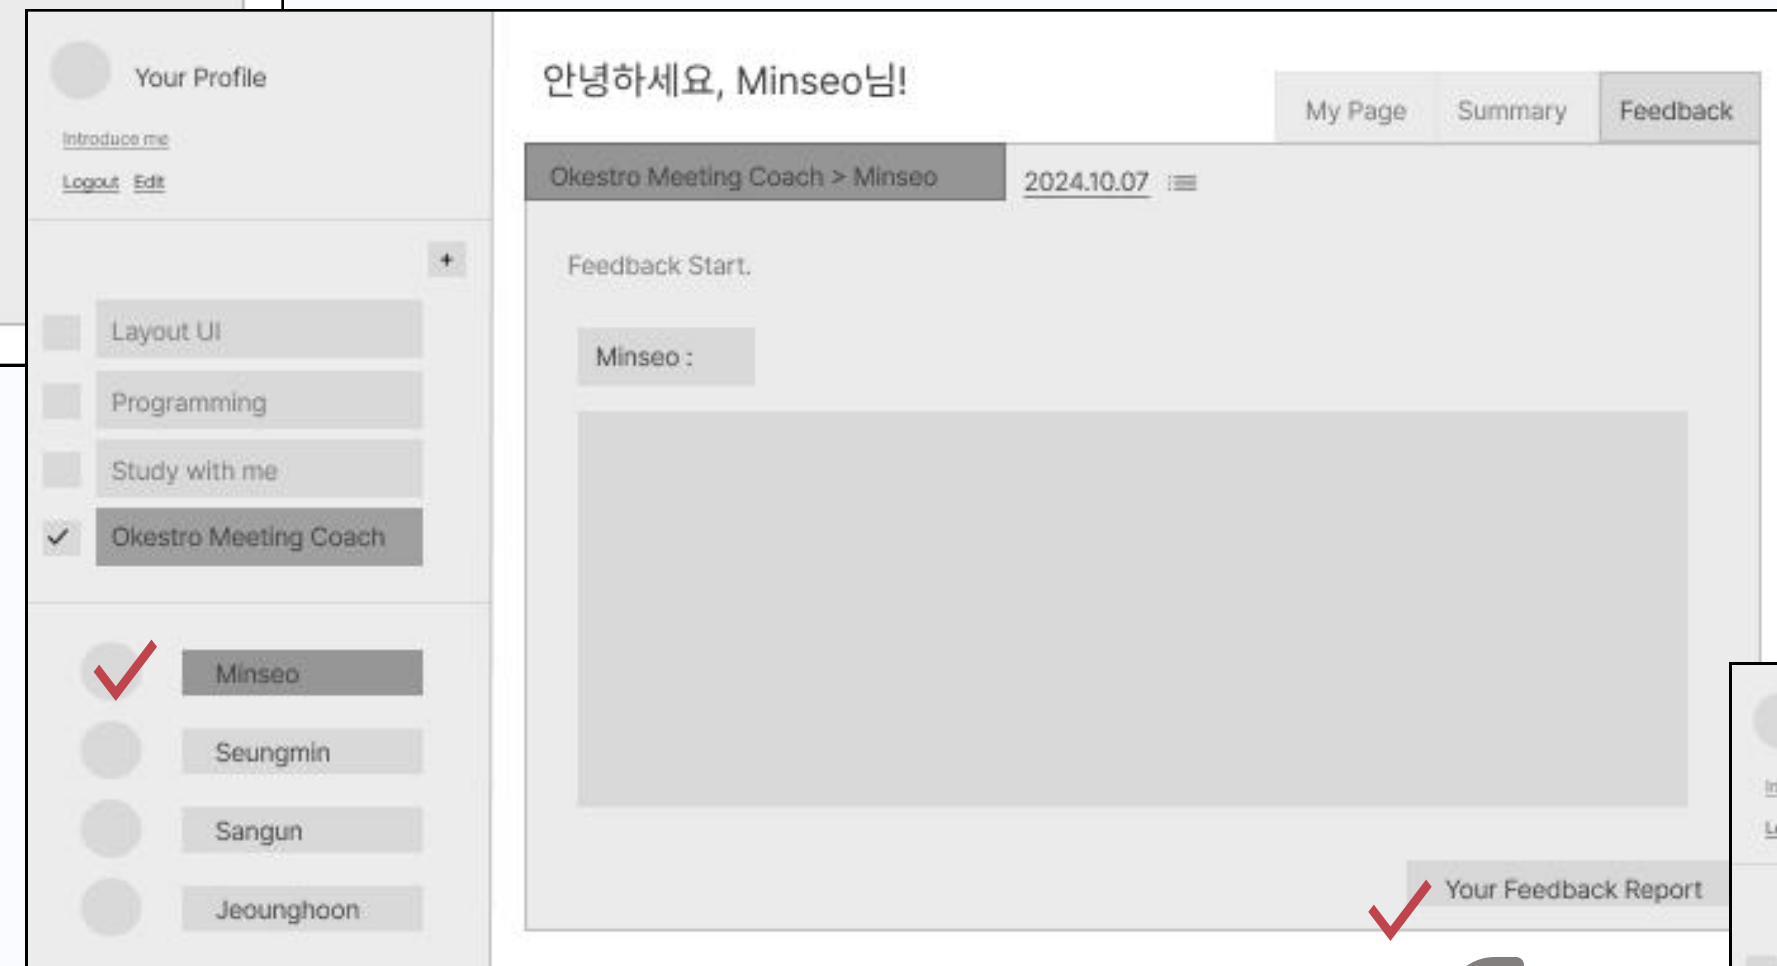 Your Profile
Introduce me
Logout Edit
+
Layout UI
Programming
Study with me
Okestro Meeting Coach
Minseo
Seungmin
Sangun
Jeounghoon
안녕하세요, Minseo님!
My Page Summary Feedback
Okestro Meeting Coach > Minseo 2024.10.07
Feedback Start.
Minseo :
Your Feedback Report